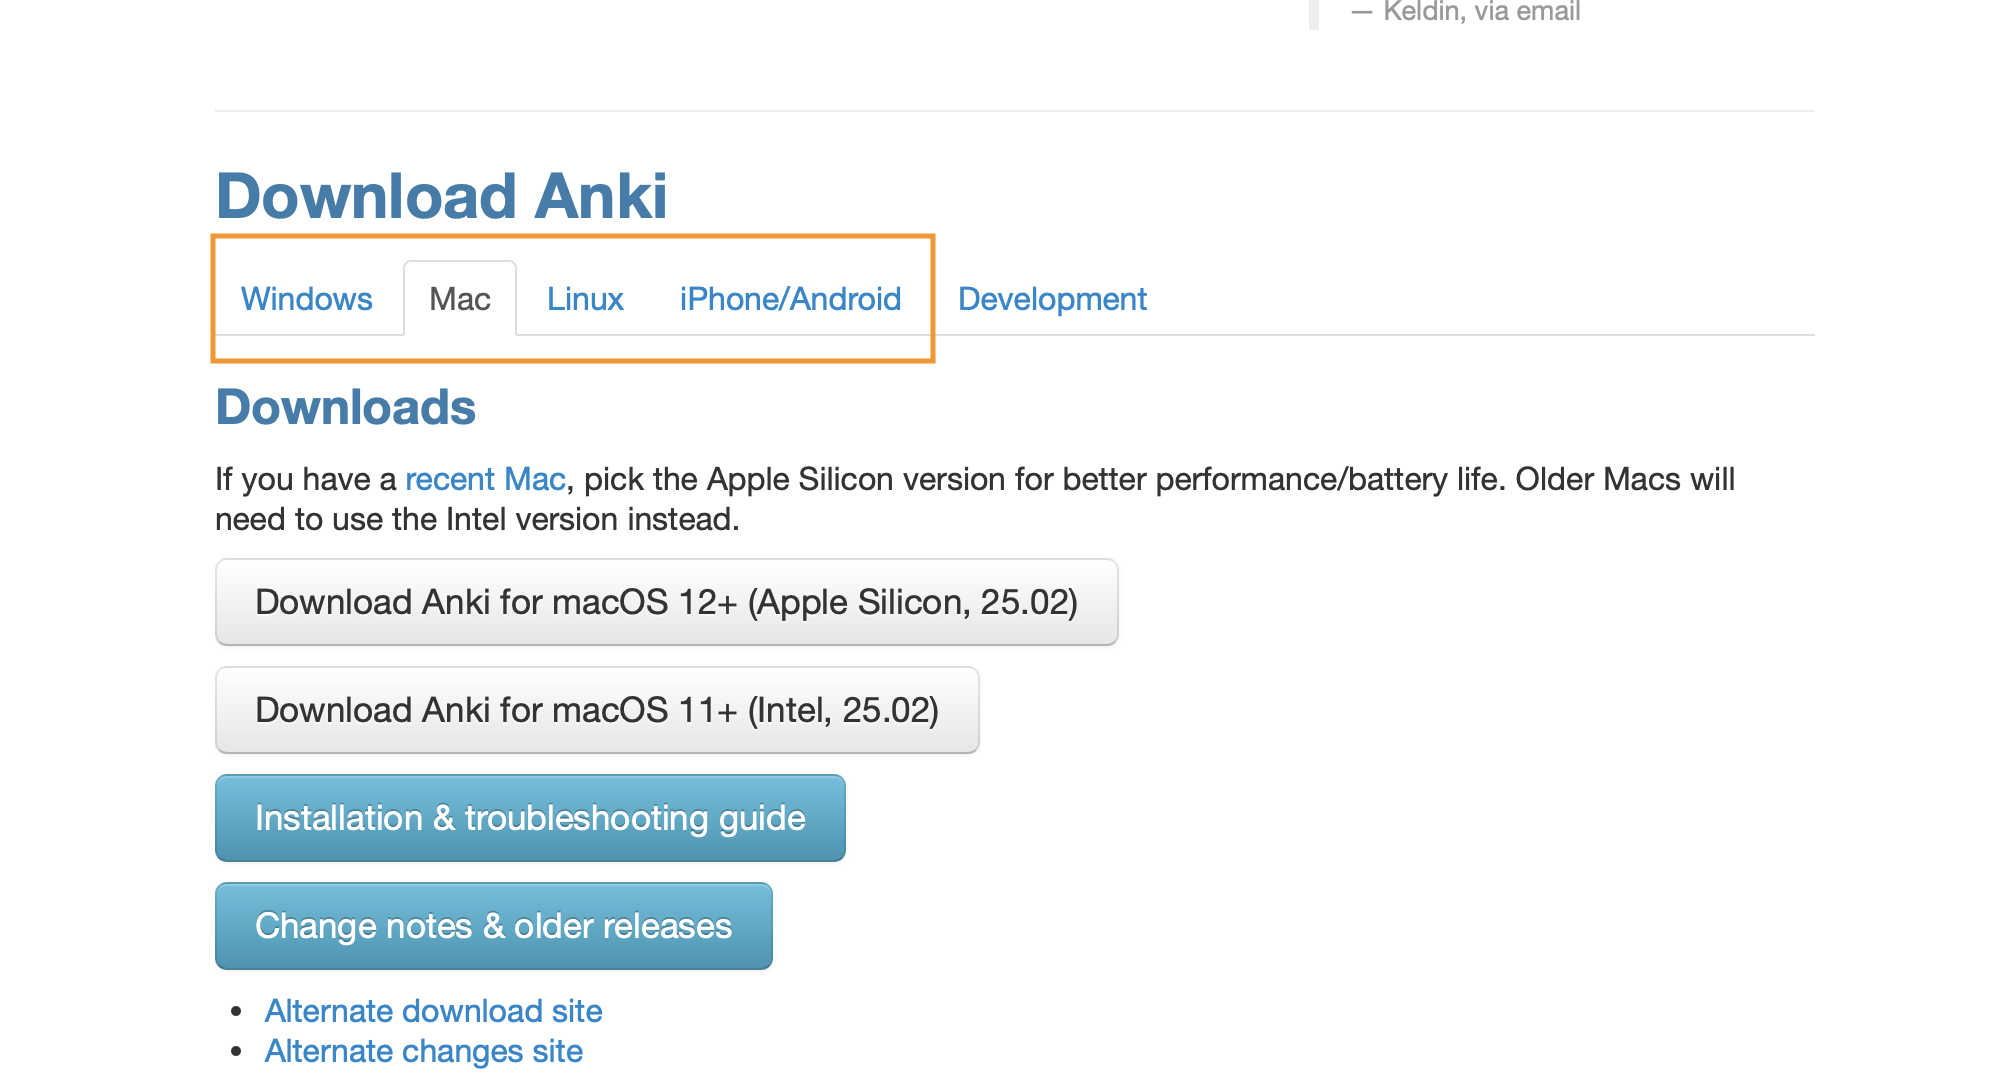 — Keldin, via email
Download Anki
Windows Mac Linux iPhone/Android Development
Downloads
If you have a recent Mac, pick the Apple Silicon version for better performance/battery life. Older Macs will
need to use the Intel version instead.
Download Anki for macOS 12+ (Apple Silicon, 25.02)
Download Anki for macOS 11+ (Intel, 25.02)
Installation & troubleshooting guide
Change notes & older releases
• Alternate download site
• Alternate changes site